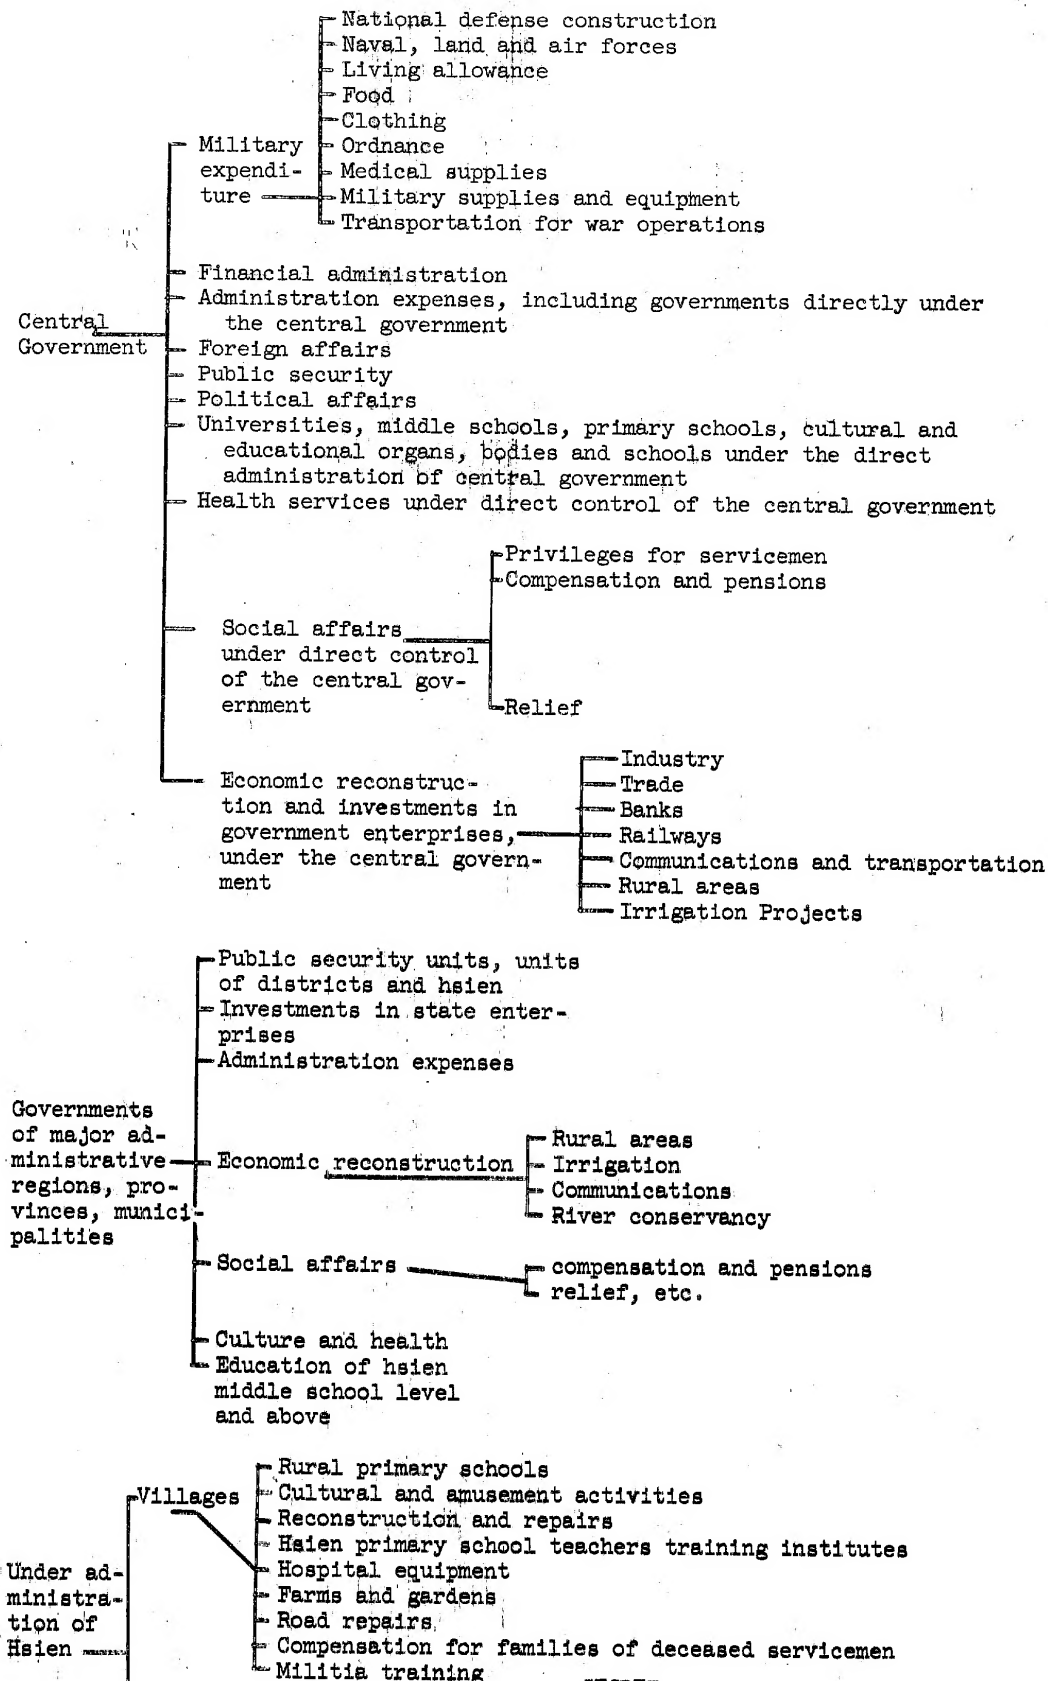 National defense construction
Naval, land and air forces
Living allowance
Food
Clothing
Military
Ordnance
expendi-
Medical supplies
ture
Military supplies and equipment
Transportation for war operations
Financial administration
Administration expenses, including governments directly under
the central government
Central
Government
Foreign affairs
Public security
Political affairs
Universities, middle schools, primary schools, cultural and
educational organs, bodies and schools under the direct
administration of central government
Health services under direct control of the central government
Privileges for servicemen
Compensation and pensions
Social affairs
under direct control
of the central gov-
ernment
Relief
Economic reconstruc-
tion and investments in
government enterprises,
under the central govern-
ment
Industry
Trade
Banks
Railways
Communications and transportation
Rural areas
Irrigation Projects
Public security units, units
of districts and hsien
Investments in state enter-
prises
Administration expenses
Governments
of major ad-
ministrative
regions, pro-
vinces, munici-
palities
Economic reconstruction
Rural areas
Irrigation
Communications
River conservancy
Social affairs
compensation and pensions
relief, etc.
Culture and health
Education of hsien
middle school level
and above
Under ad-
ministra-
tion of
Hsien
Villages
Rural primary schools
Cultural and amusement activities
Reconstruction and repairs
Hsien primary school teachers training institutes
Hospital equipment
Farms and gardens
Road repairs
Compensation for families of deceased servicemen
Militia training